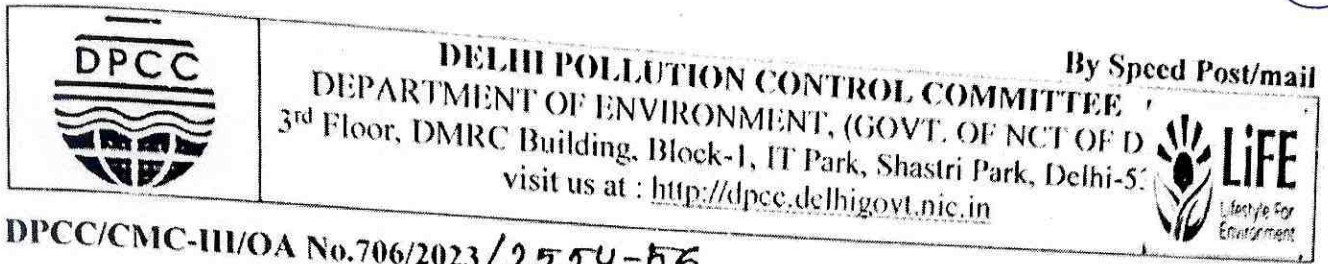 By Speed Post/mail
DPCC
DELHI POLLUTION CONTROL COMMITTEE
DEPARTMENT OF ENVIRONMENT, (GOVT. OF NCT OF D
3rd Floor, DMRC Building, Block-1, IT Park, Shastri Park, Delhi-5
visit us at : http://dpcc.delhigovt.nic.in
LiFE
Lifestyle For
Environment
DPCC/CMC-III/OA No.706/2023/2554-56